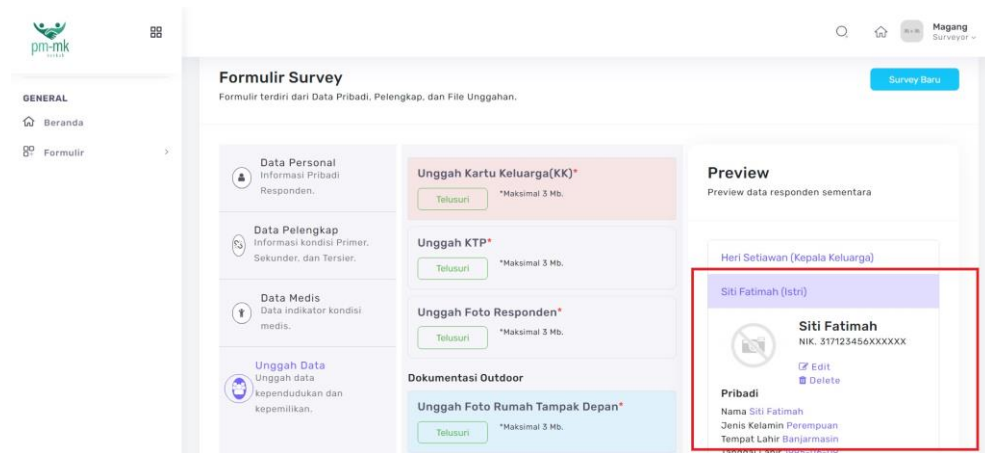 pm-mk
Magang
Surveyor
GENERAL
Beranda
Formulir
Formulir Survey
Formulir terdiri dari Data Pribadi, Pelengkap, dan File Unggahan.
Survey Baru
Data Personal
Informasi Pribadi
Responden.
Data Pelengkap
Informasi kondisi Primer,
Sekunder, dan Tersier.
Data Medis
Data indikator kondisi
medis.
Unggah Data
Unggah data
kependudukan dan
kepemilikan.
Unggah Kartu Keluarga(KK)*
Telusuri *Maksimal 3 Mb.
Unggah KTP*
Telusuri *Maksimal 3 Mb.
Unggah Foto Responden*
Telusuri *Maksimal 3 Mb.
Dokumentasi Outdoor
Unggah Foto Rumah Tampak Depan*
Telusuri *Maksimal 3 Mb.
Preview
Preview data responden sementara
Heri Setiawan (Kepala Keluarga)
Siti Fatimah (Istri)
Siti Fatimah
NIK. 317123456XXXXXX
Edit
Delete
Pribadi
Nama Siti Fatimah
Jenis Kelamin Perempuan
Tempat Lahir Banjarmasin
Tanggal Lahir